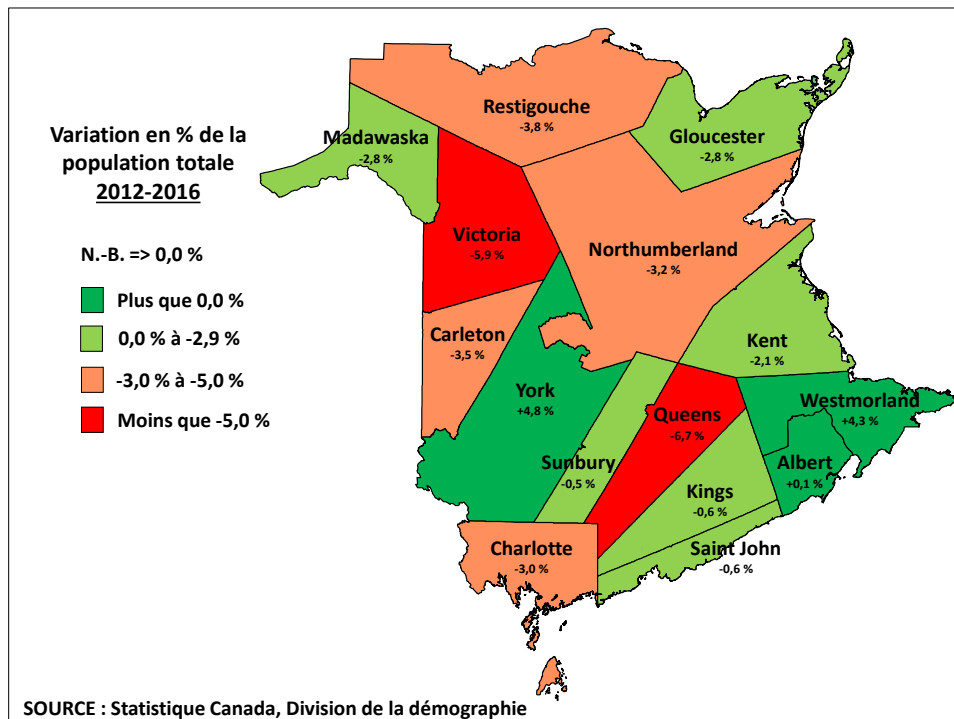 Variation en % de la
population totale
2012-2016
N.-B. => 0,0 %
Plus que 0,0 %
0,0 % à -2,9 %
-3,0 % à -5,0 %
Moins que -5,0 %
Restigouche
-3,8 %
Madawaska
-2,8 %
Gloucester
-2,8 %
Victoria
-5,9 %
Northumberland
-3,2 %
Carleton
-3,5 %
Kent
-2,1 %
York
+4,8 %
Westmorland
+4,3 %
Queens
-6,7 %
Sunbury
-0,5 %
Albert
+0,1 %
Kings
-0,6 %
Charlotte
-3,0 %
Saint John
-0,6 %
SOURCE : Statistique Canada, Division de la démographie